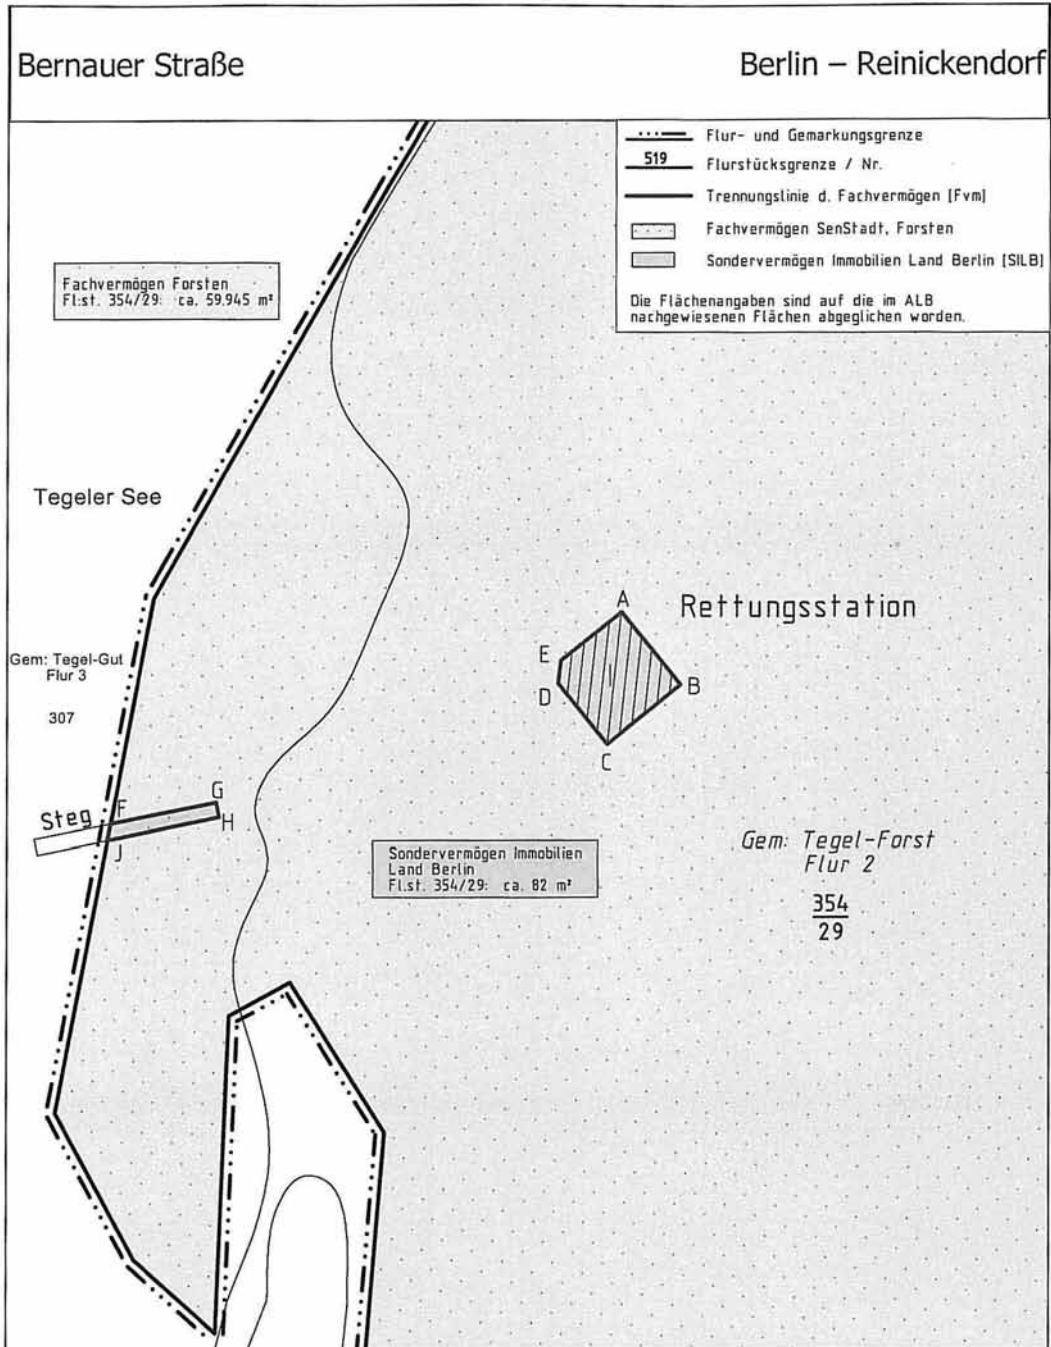 Bernauer Straße
Berlin – Reinickendorf
Flur- und Gemarkungsgrenze
519
Flurstücksgrenze / Nr.
Trennungslinie d. Fachvermögen [Fvm]
Fachvermögen SenStadt, Forsten
Sondervermögen Immobilien Land Berlin [SILB]
Die Flächenangaben sind auf die im ALB
nachgewiesenen Flächen abgeglichen worden.
Fachvermögen Forsten
Fl.st. 354/29: ca. 59.945 m²
Tegeler See
A
Rettungsstation
E
D
B
C
Gem: Tegel-Gut
Flur 3
307
G
Steg
F
H
J
Sondervermögen Immobilien
Land Berlin
Fl.st. 354/29: ca. 82 m²
Gem: Tegel-Forst
Flur 2
354
29